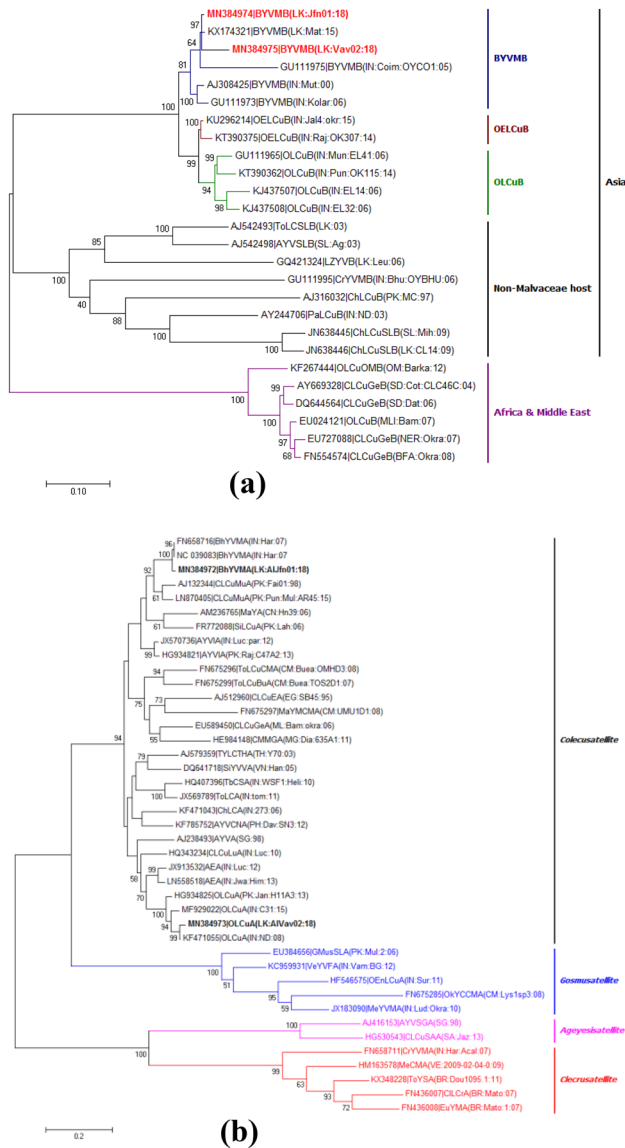 MN384974|BYVMB(LK:Jfn01:18)
97
KX174321|BYVMB(LK:Mat:15)
64
MN384975|BYVMB(LK:Vav02:18)
BYVMB
81
GU111975|BYVMB(IN:Coim:OYCO1:05)
AJ308425|BYVMB(IN:Mut:00)
100
GU111973|BYVMB(IN:Kolar:06)
100
KU296214|OELCuB(IN:Jal4:okr:15)
OELCuB
KT390375|OELCuB(IN:Raj:OK307:14)
99
99
GU111965|OLCuB(IN:Mun:EL41:06)
KT390362|OLCuB(IN:Pun:OK115:14)
OLCuB
Asia
94
KJ437507|OLCuB(IN:EL14:06)
98
KJ437508|OLCuB(IN:EL32:06)
100
AJ542493|ToLCSLB(LK:03)
85
AJ542498|AYVSLB(SL:Ag:03)
GQ421324|LZYVB(LK:Leu:06)
100
GU111995|CrYVMB(IN:Bhu:OYBHU:06)
Non-Malvaceae host
40
AJ316032|ChLCuB(PK:MC:97)
88
AY244706|PaLCuB(IN:ND:03)
JN638445|ChLCuSLB(SL:Mih:09)
100
100
JN638446|ChLCuSLB(LK:CL14:09)
KF267444|OLCuOMB(OM:Barka:12)
100
99
AY669328|CLCuGeB(SD:Cot:CLC46C:04)
DQ644564|CLCuGeB(SD:Dat:06)
Africa & Middle East
100
EU024121|OLCuB(MLI:Bam:07)
97
EU727088|CLCuGeB(NER:Okra:07)
68
FN554574|CLCuGeB(BFA:Okra:08)
0.10
(a)
96
FN658716|BhYVMA(IN:Har:07)
100
NC 039083|BhYVMA(IN:Har:07
92
MN384972|BhYVMA(LK:AlJfn01:18)
AJ132344|CLCuMuA(PK:Fai01:98)
61
LN870405|CLCuMuA(PK:Pun:Mul:AR45:15)
AM236765|MaYA(CN:Hn39:06)
61
FR772088|SiLCuA(PK:Lah:06)
JX570736|AYVIA(IN:Luc:par:12)
99
HG934821|AYVIA(PK:Raj:C47A2:13)
94
FN675296|ToLCuCMA(CM:Buea:OMHD3:08)
FN675299|ToLCuBuA(CM:Buea:TOS2D1:07)
75
73
AJ512960|CLCuEA(EG:SB45:95)
FN675297|MaYMCMA(CM:UMU1D1:08)
EU589450|CLCuGeA(ML:Bam:okra:06)
55
HE984148|CMMGA(MG:Dia:635A1:11)
Colecusatellite
94
79
AJ579359|TYLCTHA(TH:Y70:03)
DQ641718|SiYVVA(VN:Han:05)
HQ407396|TbCSA(IN:WSF1:Heli:10)
100
JX569789|ToLCA(IN:tom:11)
KF471043|ChLCA(IN:273:06)
KF785752|AYVCNA(PH:Dav:SN3:12)
AJ238493|AYVA(SG:98)
HQ343234|CLCuLuA(IN:Luc:10)
58
99
JX913532|AEA(IN:Luc:12)
LN558518|AEA(IN:Jwa:Him:13)
70
HG934825|OLCuA(PK:Jan:H11A3:13)
100
MF929022|OLCuA(IN:C31:15)
94
MN384973|OLCuA(LK:AlVav02:18)
99
KF471055|OLCuA(IN:ND:08)
EU384656|GMusSLA(PK:Mul:2:06)
100
KC959931|VeYVFA(IN:Vam:BG:12)
51
HF546575|OEnLCuA(IN:Sur:11)
Gosmusatellite
95
FN675285|OkYCCMA(CM:Lys1sp3:08)
59
JX183090|MeYVMA(IN:Lud:Okra:10)
AJ416153|AYVSGA(SG:98)
100
HG530543|CLCuSAA(SA:Jaz:13)
Ageyesisatellite
100
FN658711|CrYVMA(IN:Har:Acal:07)
100
HM163578|MeCMA(VE:2009-02-04-0:09)
63
KX348228|ToYSA(BR:Dou1095.1:11)
Clecrusatellite
93
FN436007|ClLCrA(BR:Mato:07)
72
FN436008|EuYMA(BR:Mato:1:07)
0.2
(b)